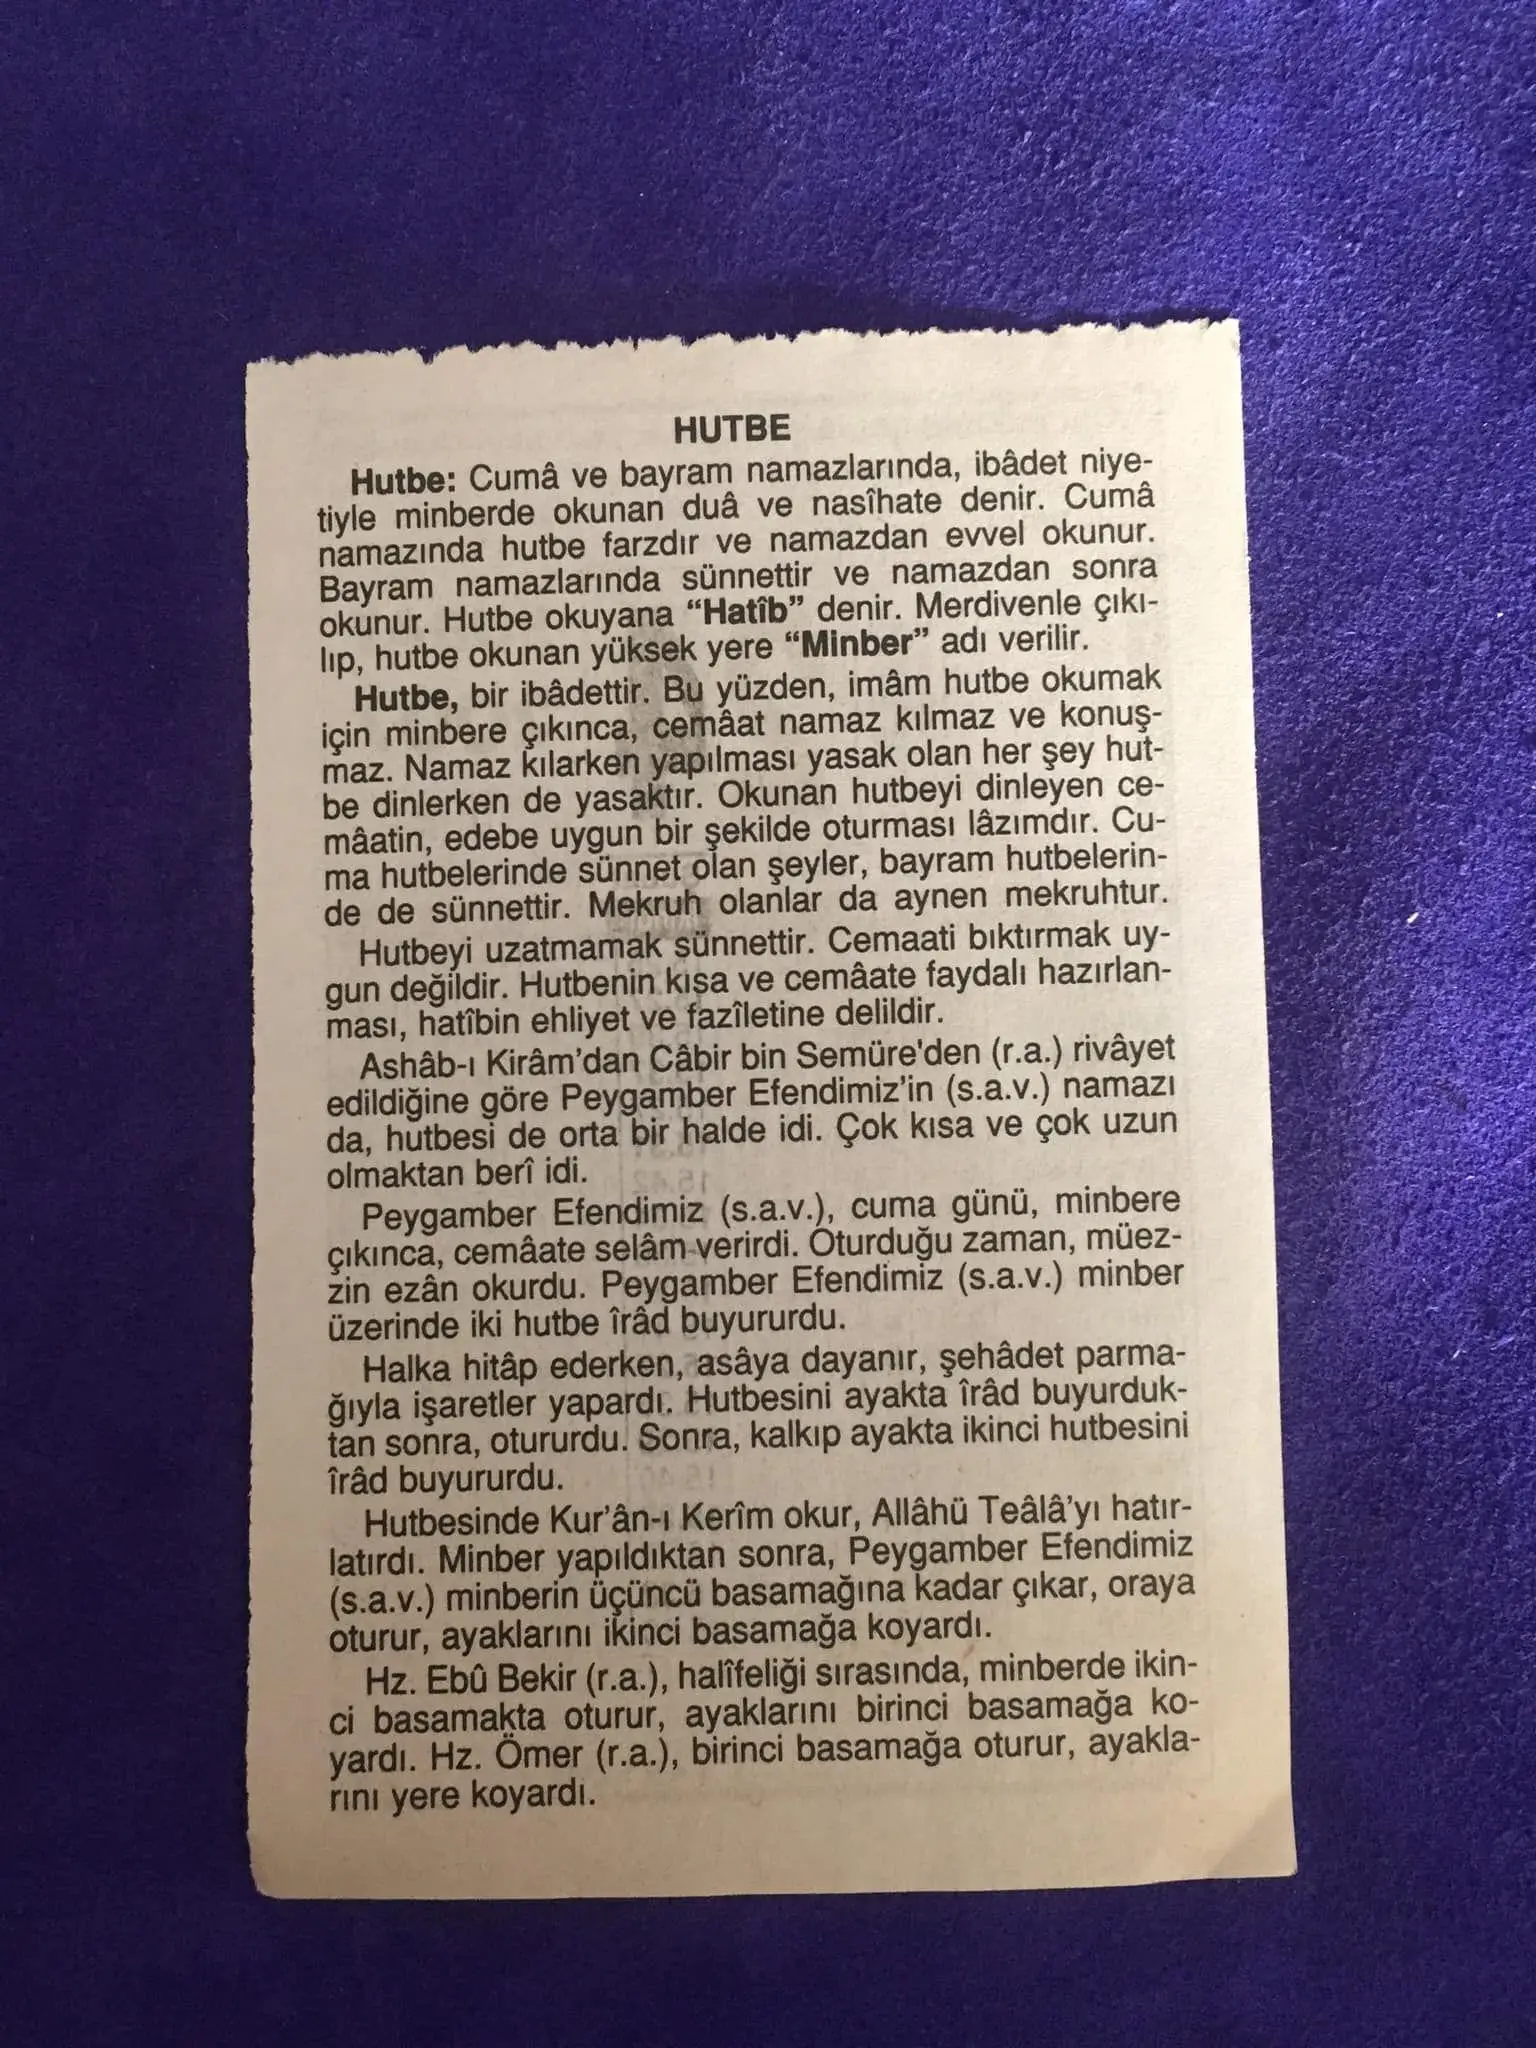 HUTBE
Hutbe: Cumâ ve bayram namazlarında, ibâdet niye-
tiyle minberde okunan duâ ve nasîhate denir. Cumâ
namazında hutbe farzdır ve namazdan evvel okunur.
Bayram namazlarında sünnettir ve namazdan sonra
okunur. Hutbe okuyana “Hatîb” denir. Merdivenle çıkı-
lıp, hutbe okunan yüksek yere “Minber” adı verilir.
Hutbe, bir ibâdettir. Bu yüzden, imâm hutbe okumak
için minbere çıkınca, cemâat namaz kılmaz ve konuş-
maz. Namaz kılarken yapılması yasak olan her şey hut-
be dinlerken de yasaktır. Okunan hutbeyi dinleyen ce-
mâatin, edebe uygun bir şekilde oturması lâzımdır. Cu-
ma hutbelerinde sünnet olan şeyler, bayram hutbelerin-
de de sünnettir. Mekruh olanlar da aynen mekruhtur.
Hutbeyi uzatmamak sünnettir. Cemaati bıktırmak uy-
gun değildir. Hutbenin kısa ve cemâate faydalı hazırlan-
ması, hatîbin ehliyet ve fazîletine delildir.
Ashâb-ı Kirâm’dan Câbir bin Semüre'den (r.a.) rivâyet
edildiğine göre Peygamber Efendimiz’in (s.a.v.) namazı
da, hutbesi de orta bir halde idi. Çok kısa ve çok uzun
olmaktan berî idi.
Peygamber Efendimiz (s.a.v.), cuma günü, minbere
çıkınca, cemâate selâm verirdi. Oturduğu zaman, müez-
zin ezân okurdu. Peygamber Efendimiz (s.a.v.) minber
üzerinde iki hutbe îrâd buyururdu.
Halka hitâp ederken, asâya dayanır, şehâdet parma-
ğıyla işaretler yapardı. Hutbesini ayakta îrâd buyurduk-
tan sonra, otururdu. Sonra, kalkıp ayakta ikinci hutbesini
îrâd buyururdu.
Hutbesinde Kur’ân-ı Kerîm okur, Allâhü Teâlâ’yı hatır-
latırdı. Minber yapıldıktan sonra, Peygamber Efendimiz
(s.a.v.) minberin üçüncü basamağına kadar çıkar, oraya
oturur, ayaklarını ikinci basamağa koyardı.
Hz. Ebû Bekir (r.a.), halîfeliği sırasında, minberde ikin-
ci basamakta oturur, ayaklarını birinci basamağa ko-
yardı. Hz. Ömer (r.a.), birinci basamağa oturur, ayakla-
rını yere koyardı.